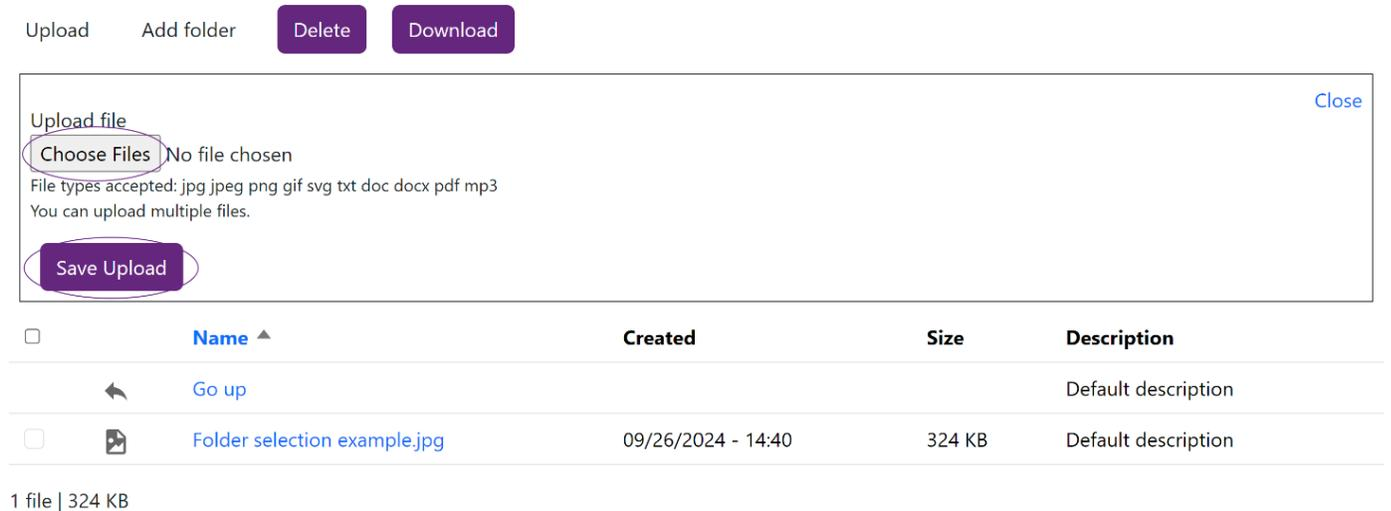 Upload Add folder Delete Download
Close
Upload file
Choose Files No file chosen
File types accepted: jpg jpeg png gif svg txt doc docx pdf mp3
You can upload multiple files.
Save Upload
Name Created Size Description
Go up Default description
Folder selection example.jpg 09/26/2024 - 14:40 324 KB Default description
1 file | 324 KB